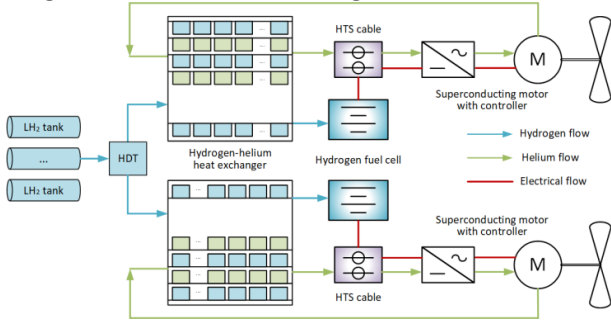 HTS cable
M
Superconducting motor
with controller
LH₂ tank
...
LH₂ tank
HDT
Hydrogen-helium
heat exchanger
Hydrogen fuel cell
Hydrogen flow
Helium flow
Electrical flow
Superconducting motor
with controller
HTS cable
M